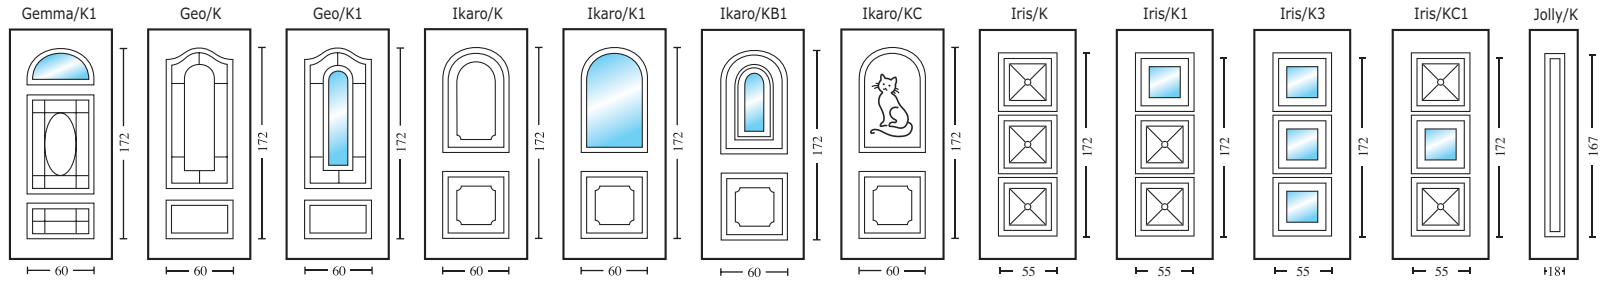 Gemma/K1 Geo/K Geo/K1 Ikaro/K Ikaro/K1 Ikaro/KB1 Ikaro/KC Iris/K Iris/K1 Iris/K3 Iris/KC1 Jolly/K
172 172 172 172 172 172 172 172 172 172 172 167
60 60 60 60 60 60 60 55 55 55 55 18